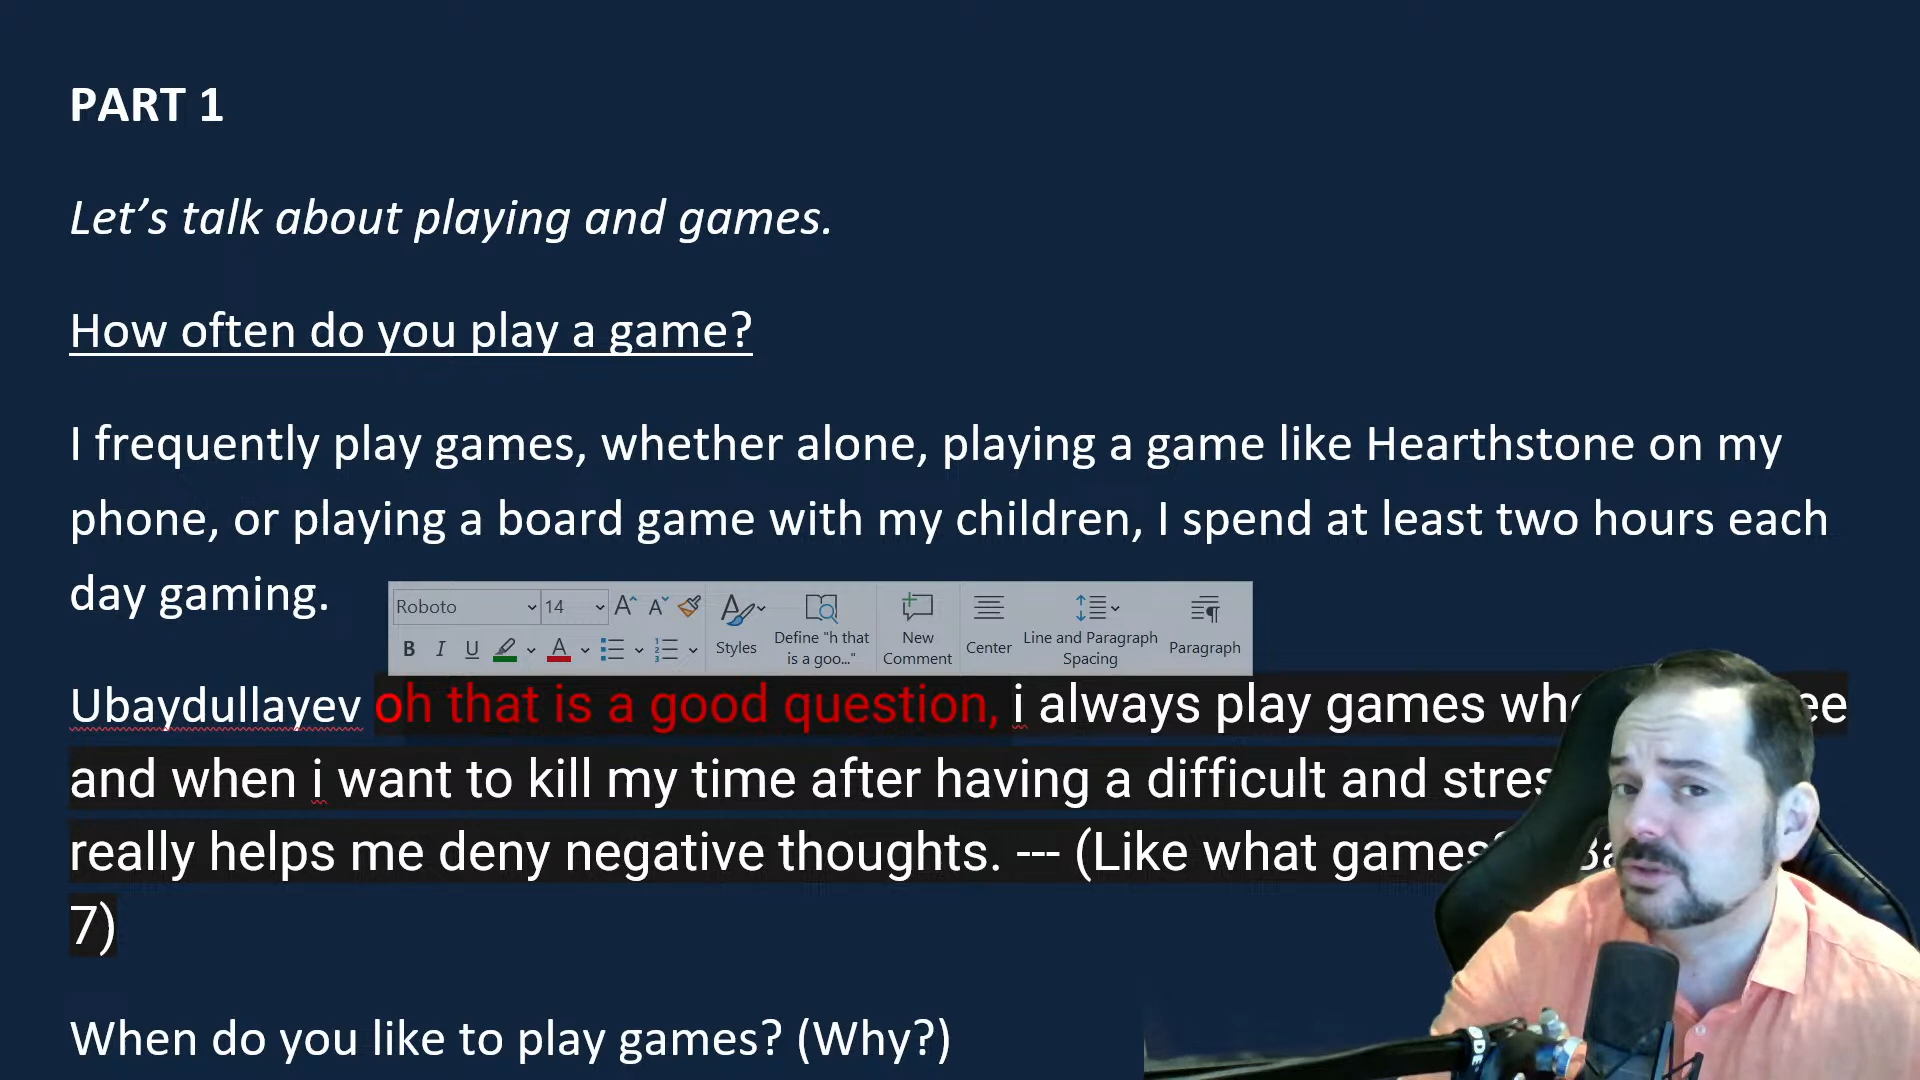 PART 1
Let’s talk about playing and games.
How often do you play a game?
I frequently play games, whether alone, playing a game like Hearthstone on my
phone, or playing a board game with my children, I spend at least two hours each
day gaming.
Roboto 14
B I U A
Styles
Define "h that
is a goo..."
New
Comment
Center
Line and Paragraph
Spacing
Paragraph
Ubaydullayev oh that is a good question, i always play games
and when i want to kill my time after having a difficult and
really helps me deny negative thoughts. --- (Like what games?
7)
When do you like to play games? (Why?)